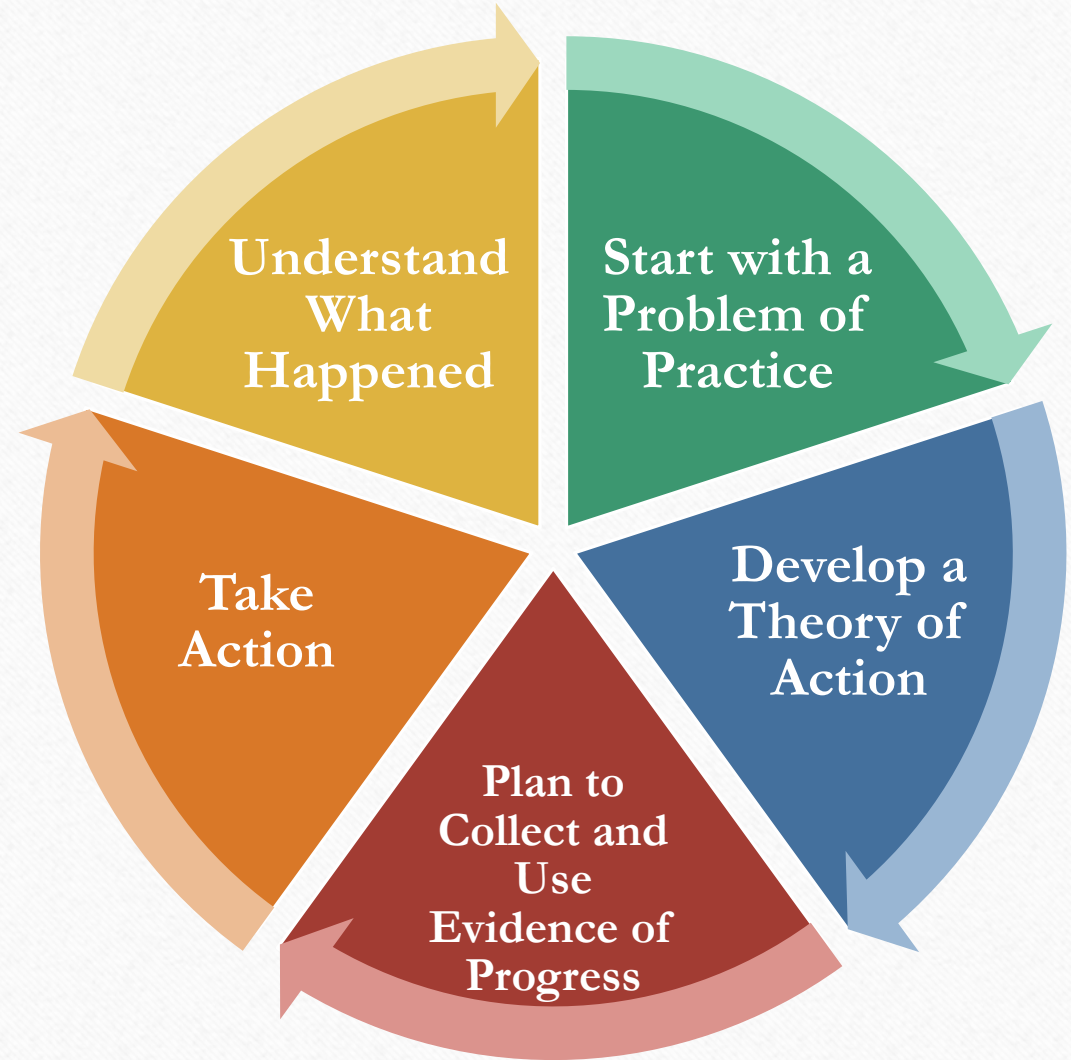 Start with a
Problem of
Practice
Develop a
Theory of
Action
Plan to
Collect and
Use
Evidence of
Progress
Take
Action
Understand
What
Happened